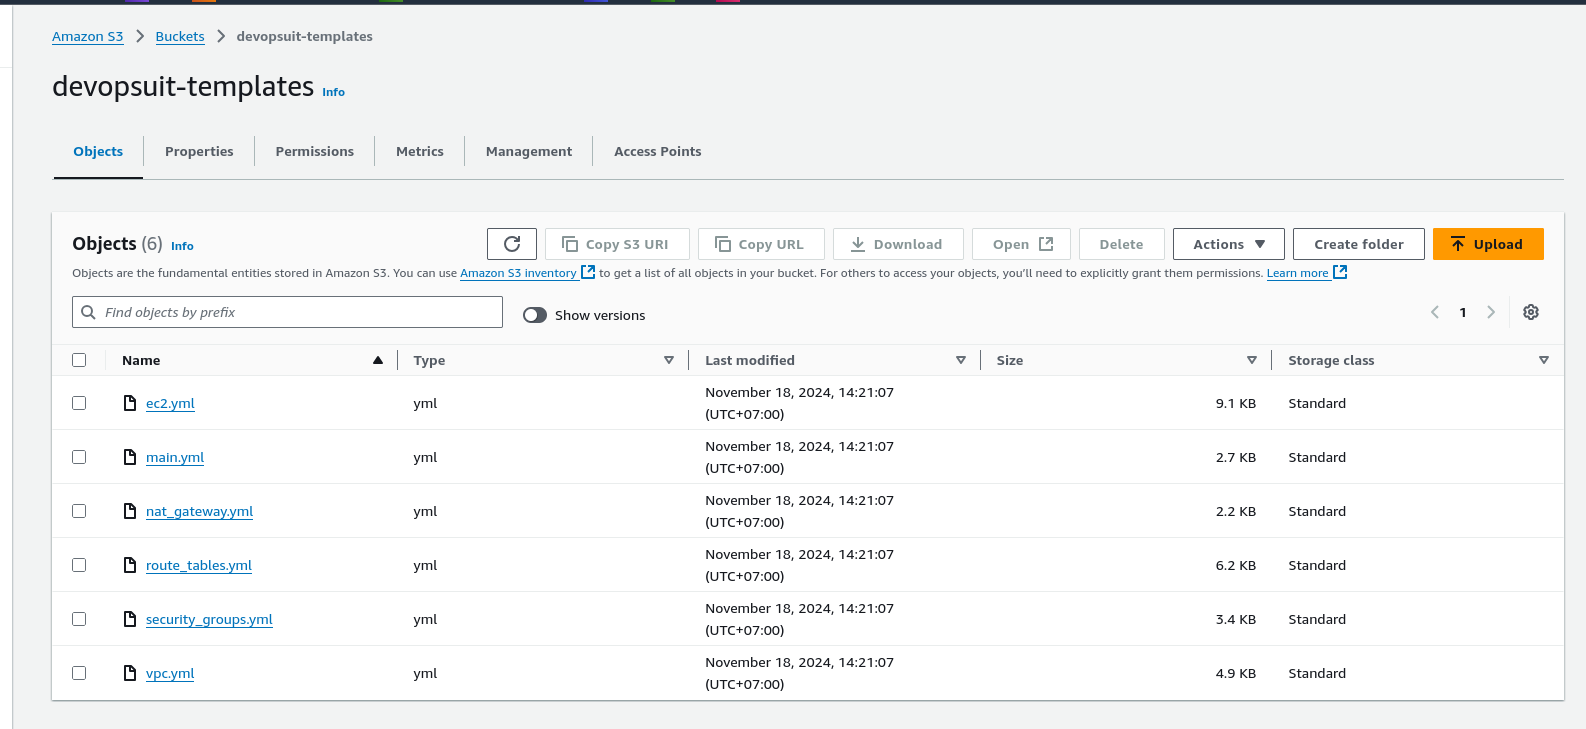 Amazon S3 > Buckets > devopsuit-templates
devopsuit-templates Info
Objects Properties Permissions Metrics Management Access Points
Objects (6) Info Copy S3 URI Copy URL Download Open Delete Actions Create folder Upload
Objects are the fundamental entities stored in Amazon S3. You can use Amazon S3 inventory to get a list of all objects in your bucket. For others to access your objects, you'll need to explicitly grant them permissions. Learn more
Find objects by prefix Show versions 1
Name Type Last modified Size Storage class
ec2.yml yml November 18, 2024, 14:21:07 (UTC+07:00) 9.1 KB Standard
main.yml yml November 18, 2024, 14:21:07 (UTC+07:00) 2.7 KB Standard
nat_gateway.yml yml November 18, 2024, 14:21:07 (UTC+07:00) 2.2 KB Standard
route_tables.yml yml November 18, 2024, 14:21:07 (UTC+07:00) 6.2 KB Standard
security_groups.yml yml November 18, 2024, 14:21:07 (UTC+07:00) 3.4 KB Standard
vpc.yml yml November 18, 2024, 14:21:07 (UTC+07:00) 4.9 KB Standard